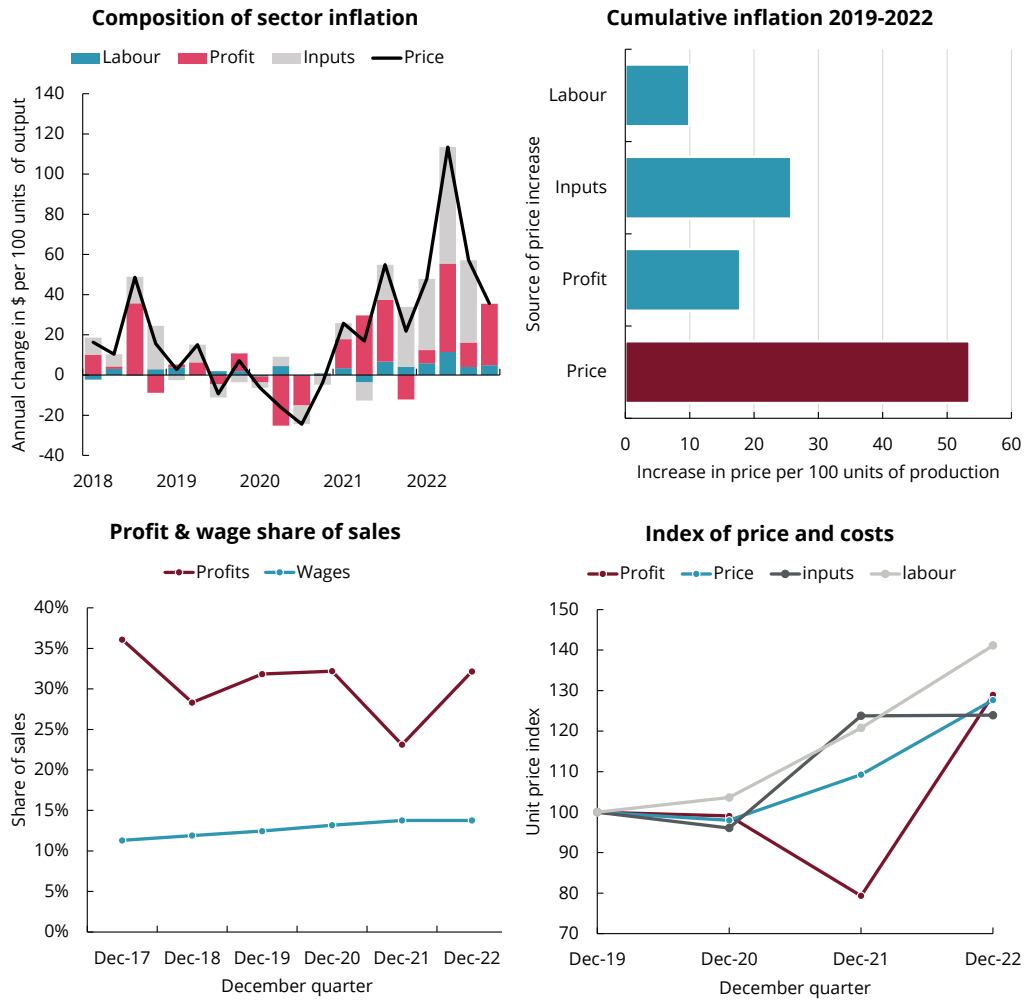 Composition of sector inflation
Labour Profit Inputs Price
Annual change in $ per 100 units of output
140
120
100
80
60
40
20
0
-20
-40
2018 2019 2020 2021 2022
Cumulative inflation 2019-2022
Source of price increase
Labour
Inputs
Profit
Price
0 10 20 30 40 50 60
Increase in price per 100 units of production
Profit & wage share of sales
Profits Wages
Share of sales
40%
35%
30%
25%
20%
15%
10%
5%
0%
Dec-17 Dec-18 Dec-19 Dec-20 Dec-21 Dec-22
December quarter
Index of price and costs
Profit Price inputs labour
Unit price index
150
140
130
120
110
100
90
80
70
Dec-19 Dec-20 Dec-21 Dec-22
December quarter